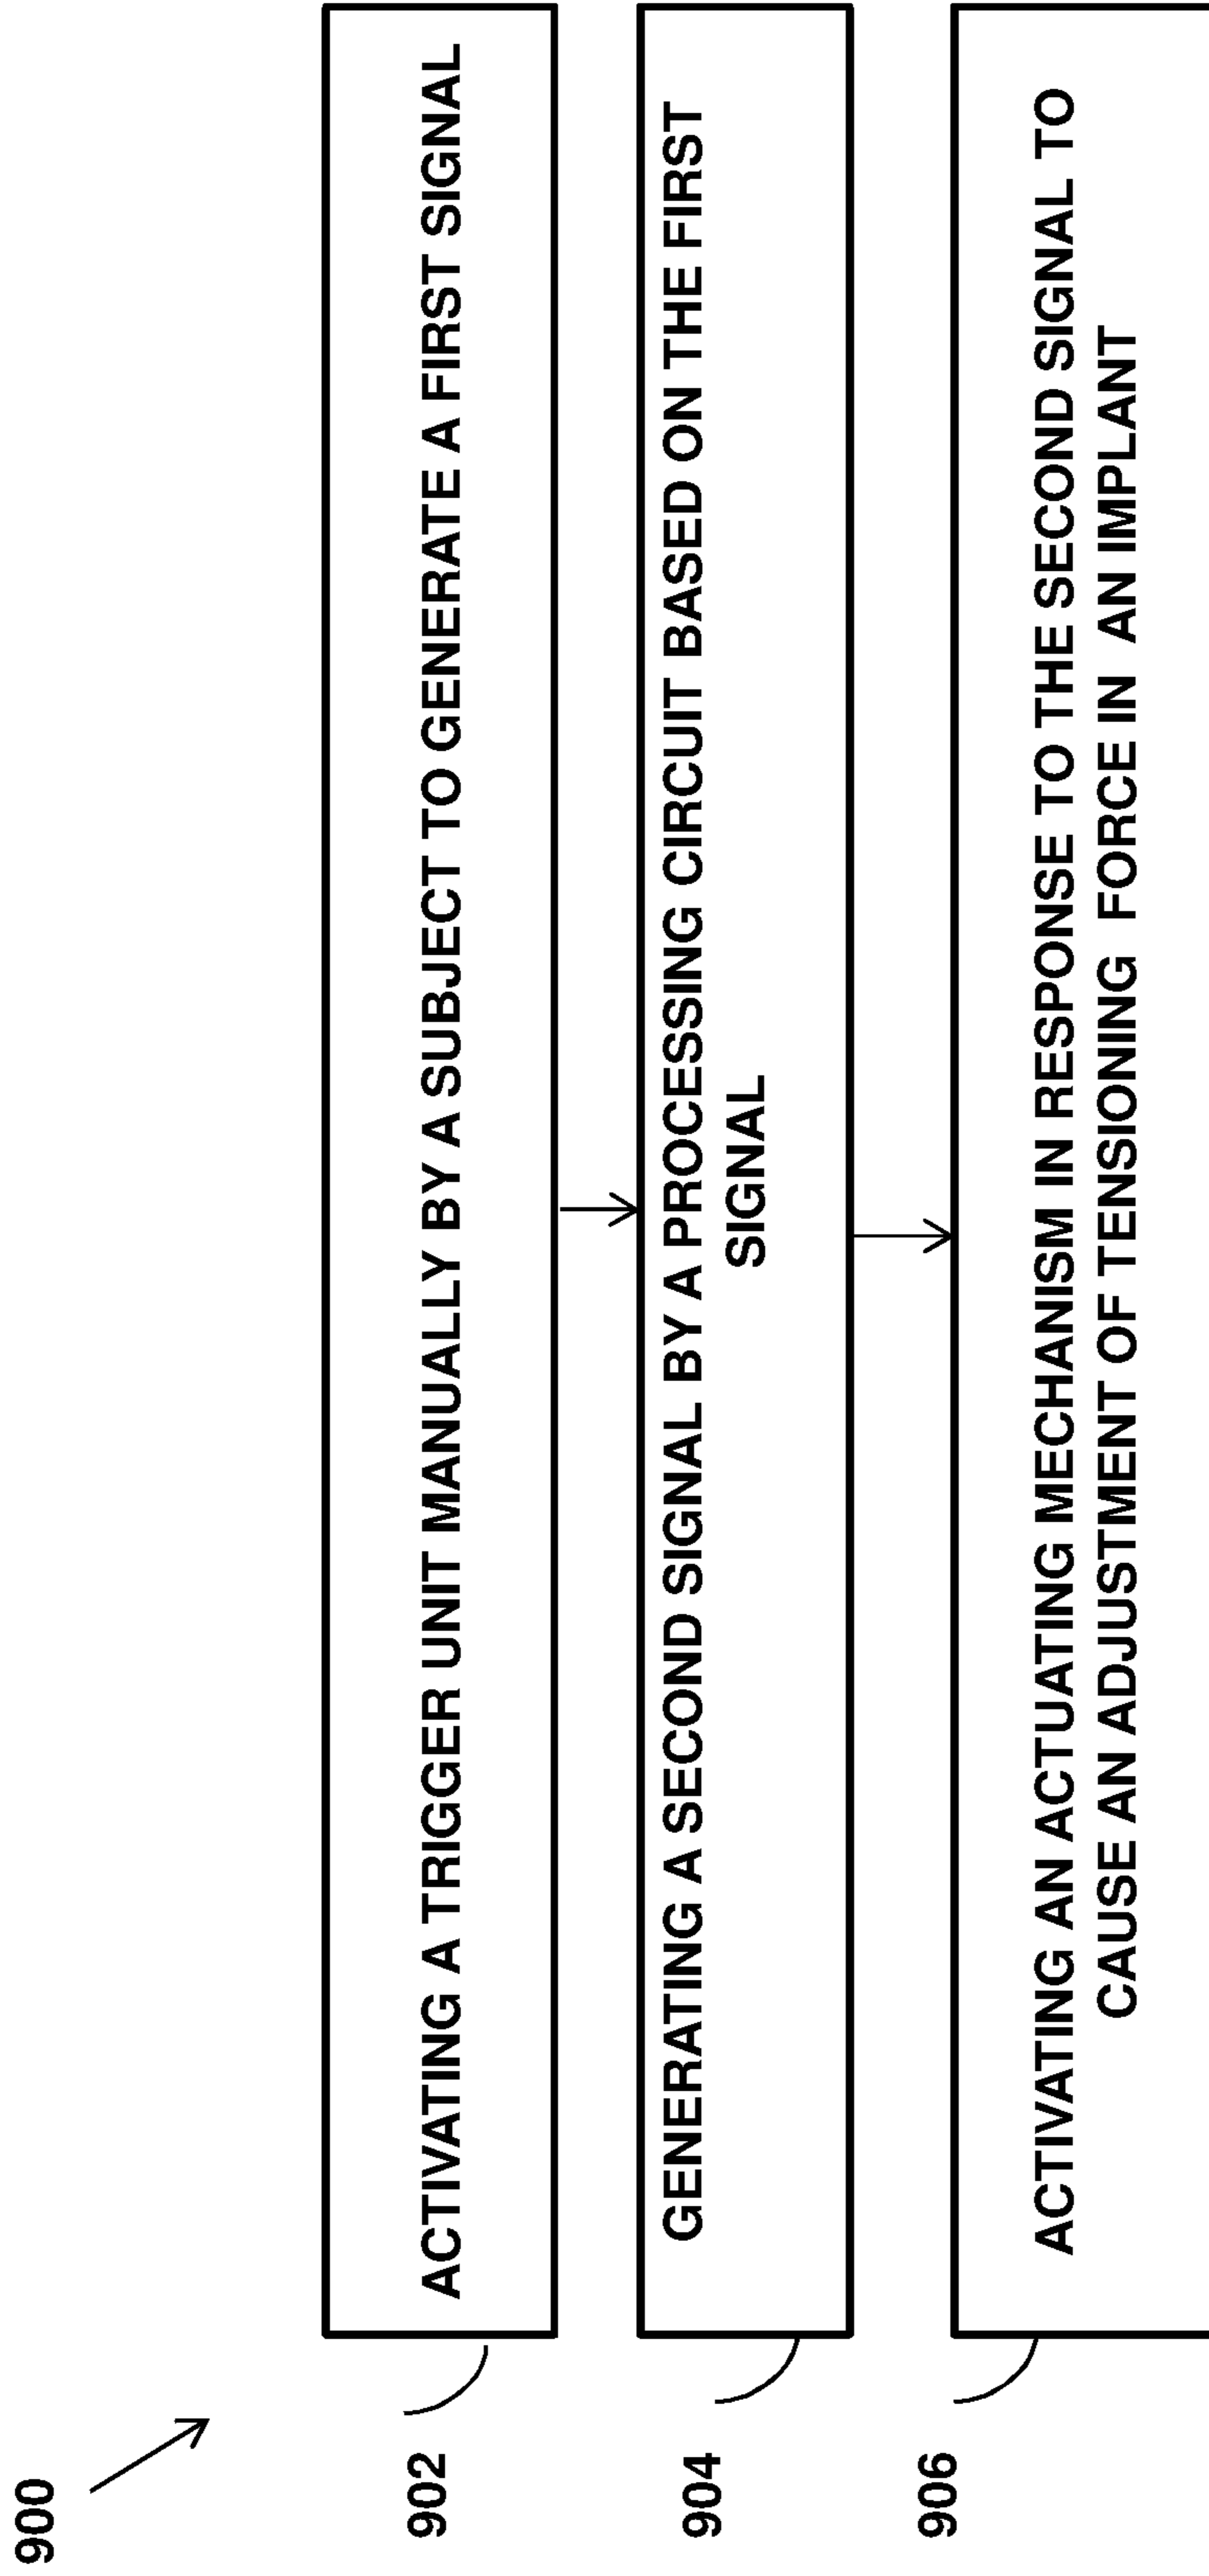 900
902
ACTIVATING A TRIGGER UNIT MANUALLY BY A SUBJECT TO GENERATE A FIRST SIGNAL
904
GENERATING A SECOND SIGNAL BY A PROCESSING CIRCUIT BASED ON THE FIRST
SIGNAL
906
ACTIVATING AN ACTUATING MECHANISM IN RESPONSE TO THE SECOND SIGNAL TO
CAUSE AN ADJUSTMENT OF TENSIONING FORCE IN AN IMPLANT